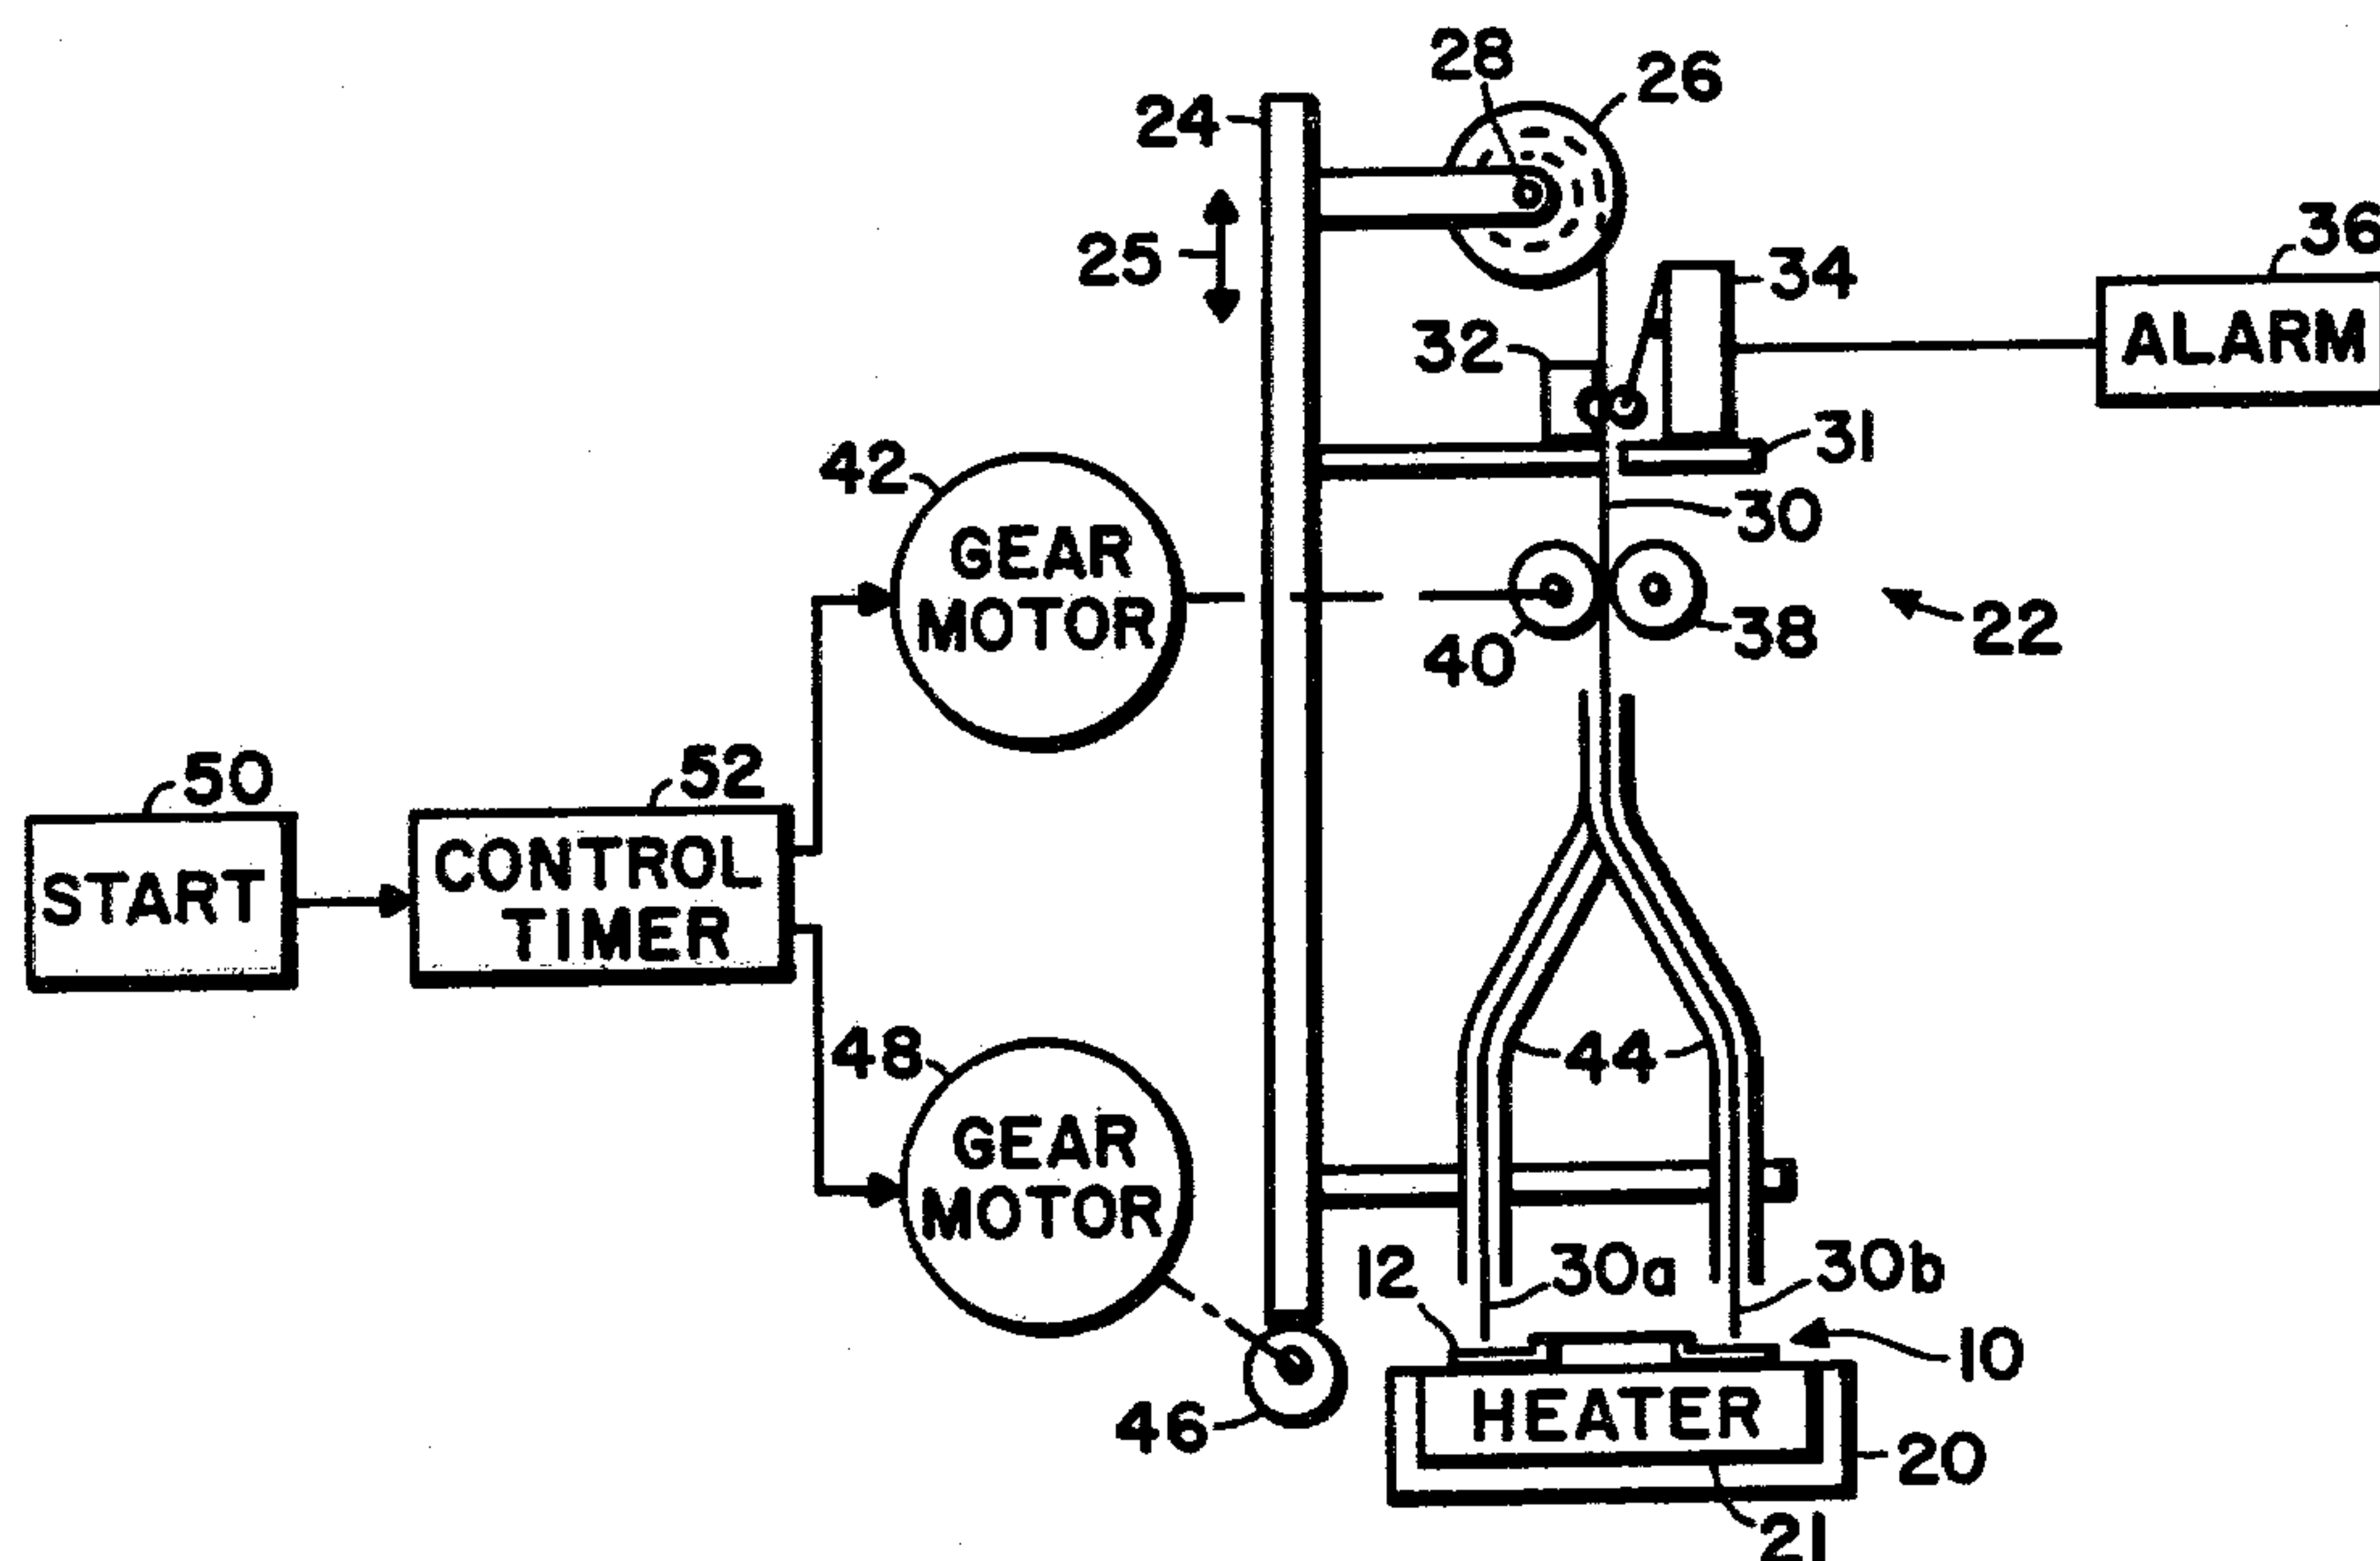 28
26
24
25
36
34
32
ALARM
31
42
30
GEAR
MOTOR
40
38
22
50
52
START
CONTROL
TIMER
48
44
GEAR
MOTOR
12
30a
30b
10
HEATER
46
20
21